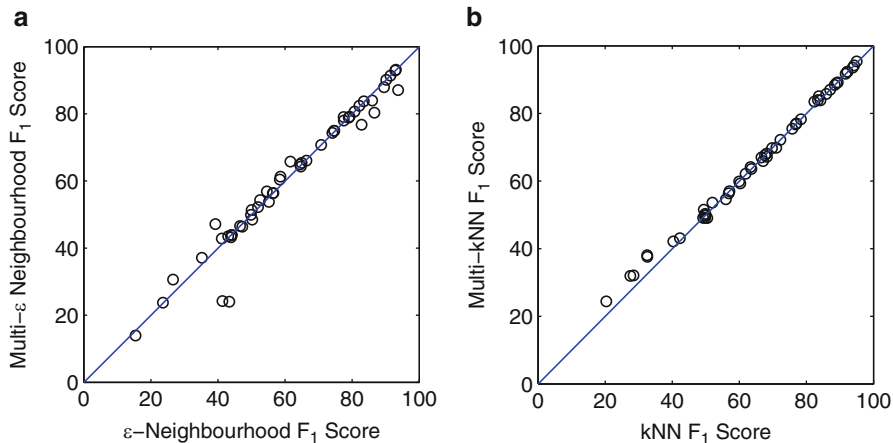 a
Multi-ε Neighbourhood F1 Score
100
80
60
40
20
0
0 20 40 60 80 100
ε-Neighbourhood F1 Score
b
Multi-kNN F1 Score
100
80
60
40
20
0
0 20 40 60 80 100
kNN F1 Score